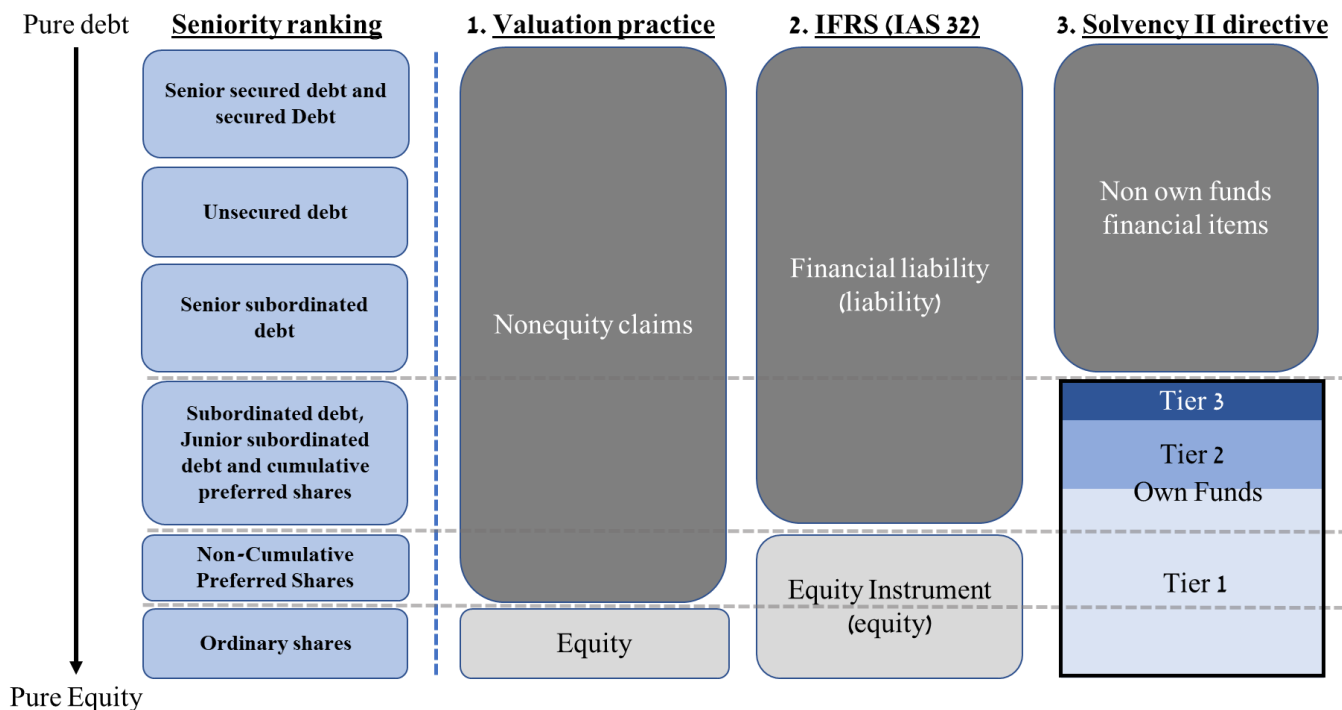 Pure debt
Seniority ranking
1. Valuation practice
2. IFRS (IAS 32)
3. Solvency II directive
Senior secured debt and
secured Debt
Unsecured debt
Senior subordinated
debt
Subordinated debt,
Junior subordinated
debt and cumulative
preferred shares
Non-Cumulative
Preferred Shares
Ordinary shares
Pure Equity
Nonequity claims
Equity
Financial liability
(liability)
Equity Instrument
(equity)
Non own funds
financial items
Tier 3
Tier 2
Own Funds
Tier 1